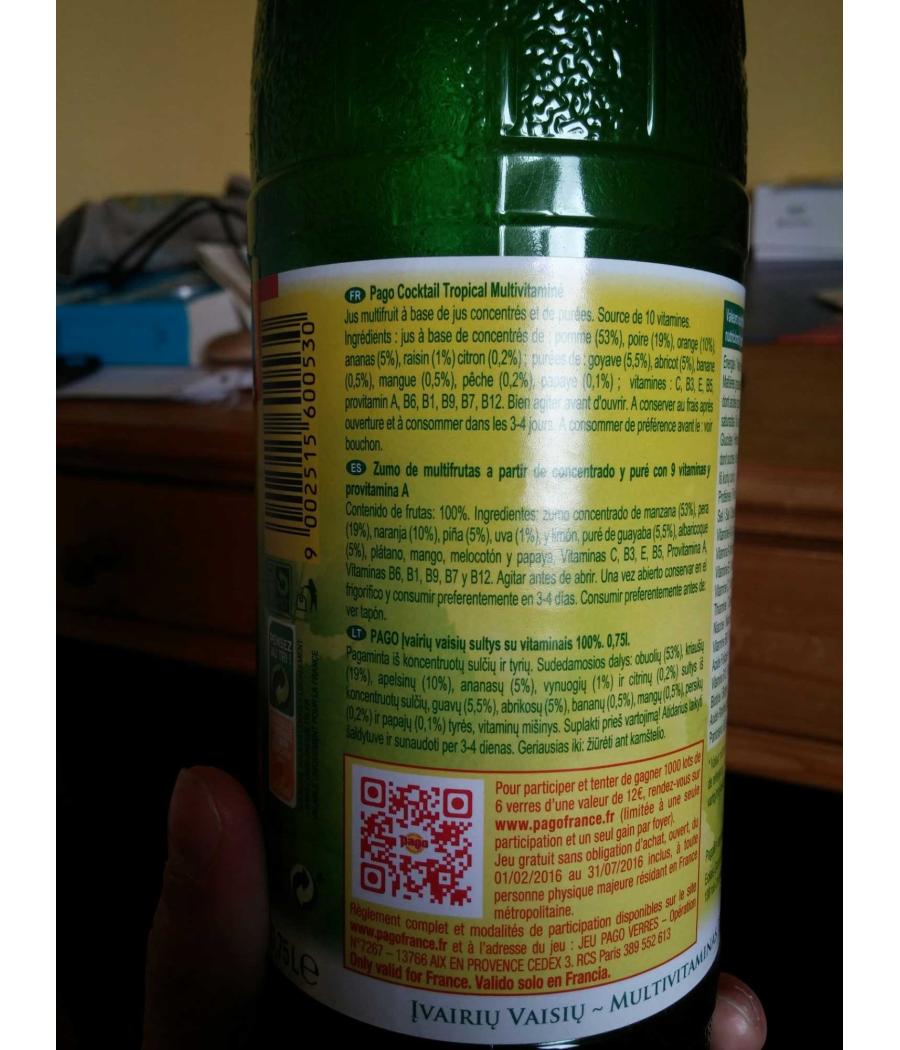 FR Pago Cocktail Tropical Multivitaminé
Jus multifruit à base de jus concentrés et de purées. Source de 10 vitamines.
Ingrédients : jus à base de concentrés de : pomme (53%), poire (19%), orange (10%),
ananas (5%), raisin (1%) citron (0,2%) ; purées de : goyave (5,5%), abricot (5%), banane
(0,5%), mangue (0,5%), pêche (0,2%), papaye (0,1%) ; vitamines : C, B3, E, B5,
provitamin A, B6, B1, B9, B7, B12. Bien agiter avant d'ouvrir. A conserver au frais après
ouverture et à consommer dans les 3-4 jours. A consommer de préférence avant le : voir
bouchon.
ES Zumo de multifrutas a partir de concentrado y puré con 9 vitaminas y
provitamina A
Contenido de frutas: 100%. Ingredientes: zumo concentrado de manzana (53%), pera
(19%), naranja (10%), piña (5%), uva (1%), y limón, puré de guayaba (5,5%), albaricoque
(5%), plátano, mango, melocotón y papaya, Vitaminas C, B3, E, B5, Provitamina A,
Vitaminas B6, B1, B9, B7 y B12. Agitar antes de abrir. Una vez abierto conservar en el
frigorífico y consumir preferentemente en 3-4 días. Consumir preferentemente antes de:
ver tapón.
LT PAGO Įvairių vaisių sultys su vitaminais 100%. 0,75l.
Pagaminta iš koncentruotų sulčių ir tyrių. Sudedamosios dalys: obuolių (53%), kriaušių
(19%), apelsinų (10%), ananasų (5%), vynuogių (1%) ir citrinų (0,2%) sultys iš
koncentruotų sulčių, guavų (5,5%), abrikosų (5%), bananų (0,5%), mangų (0,5%), persikų
(0,2%) ir papajų (0,1%) tyrės, vitaminų mišinys. Suplakti prieš vartojimą! Atidarius laikyti
šaldytuve ir sunaudoti per 3-4 dienas. Geriausias iki: žiūrėti ant kamštelio.
9 002515 600530
pago
Pour participer et tenter de gagner 1000 lots de
6 verres d'une valeur de 12€, rendez-vous sur
www.pagofrance.fr (limitée à une seule
participation et un seul gain par foyer).
Jeu gratuit sans obligation d'achat, ouvert, du
01/02/2016 au 31/07/2016 inclus, à toute
personne physique majeure résidant en France
métropolitaine.
Règlement complet et modalités de participation disponibles sur le site
www.pagofrance.fr et à l'adresse du jeu : JEU PAGO VERRES – Opération
N°7267 – 13766 AIX EN PROVENCE CEDEX 3. RCS Paris 389 552 613
Only valid for France. Valido solo en Francia.
ĮVAIRIŲ VAISIŲ ~ MULTIVITAMINAS